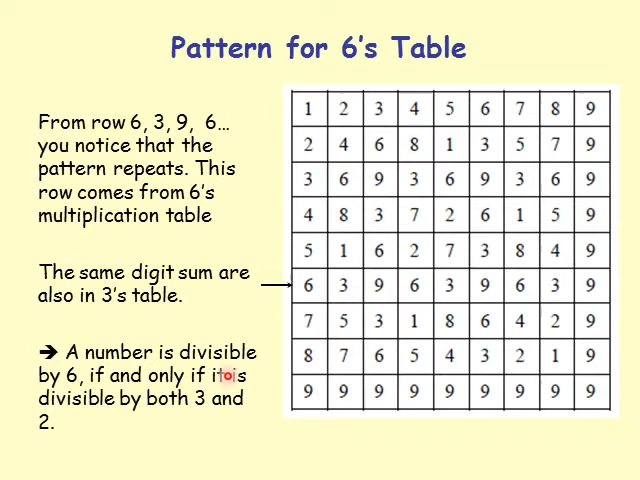 Pattern for 6's Table
From row 6, 3, 9, 6…
you notice that the
pattern repeats. This
row comes from 6's
multiplication table
The same digit sum are
also in 3's table.
➔ A number is divisible
by 6, if and only if it is
divisible by both 3 and
2.
1 2 3 4 5 6 7 8 9
2 4 6 8 1 3 5 7 9
3 6 9 3 6 9 3 6 9
4 8 3 7 2 6 1 5 9
5 1 6 2 7 3 8 4 9
6 3 9 6 3 9 6 3 9
7 5 3 1 8 6 4 2 9
8 7 6 5 4 3 2 1 9
9 9 9 9 9 9 9 9 9